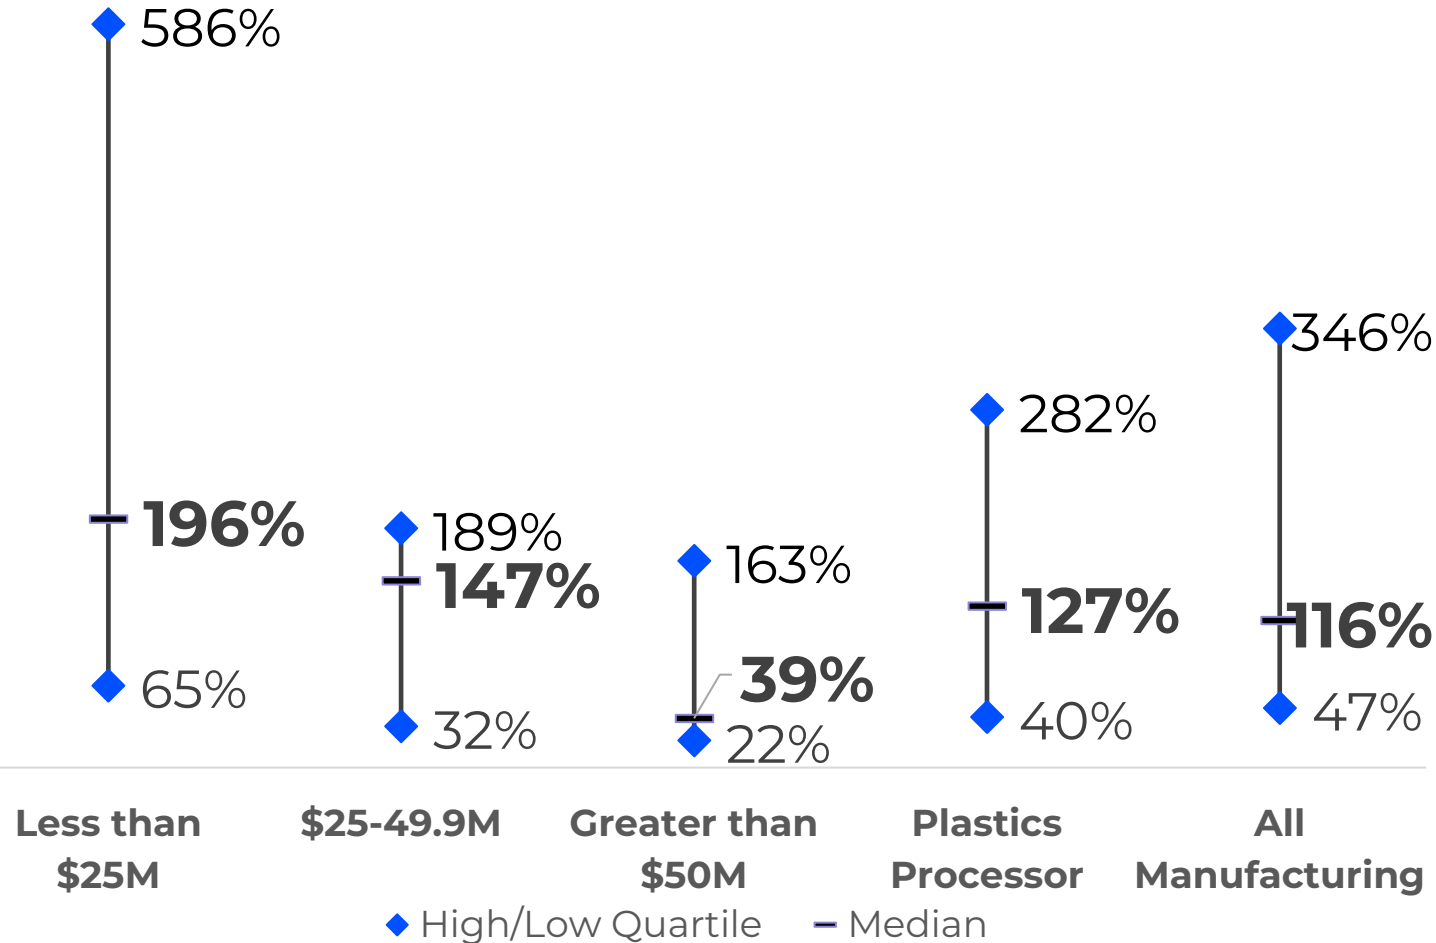 586%
346%
282%
196%
189%
163%
147%
127%
116%
39%
65%
32%
22%
40%
47%
Less than
$25M
$25-49.9M
Greater than
$50M
Plastics
Processor
All
Manufacturing
High/Low Quartile
Median